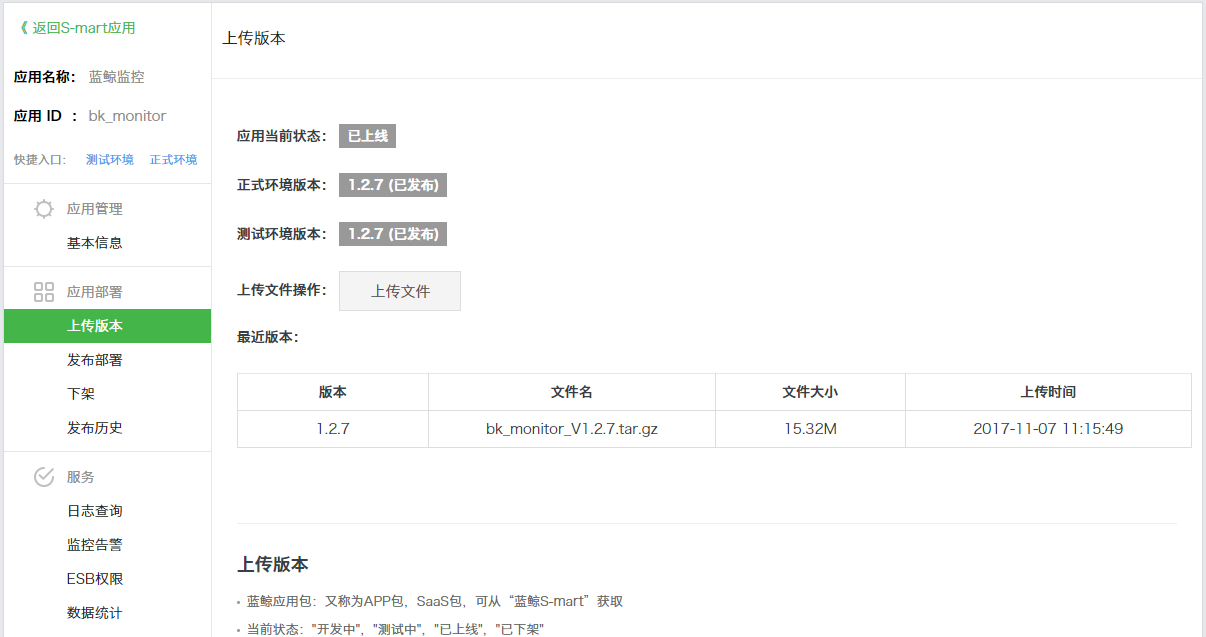 《 返回S-mart应用
应用名称： 蓝鲸监控
应用 ID ： bk_monitor
快捷入口： 测试环境 正式环境
应用管理
基本信息
应用部署
上传版本
发布部署
下架
发布历史
服务
日志查询
监控告警
ESB权限
数据统计
上传版本
应用当前状态： 已上线
正式环境版本： 1.2.7 (已发布)
测试环境版本： 1.2.7 (已发布)
上传文件操作： 上传文件
最近版本：
版本 文件名 文件大小 上传时间
1.2.7 bk_monitor_V1.2.7.tar.gz 15.32M 2017-11-07 11:15:49
上传版本
• 蓝鲸应用包：又称为APP包，SaaS包，可从“蓝鲸S-mart”获取
• 当前状态："开发中"，"测试中"，"已上线"，"已下架"